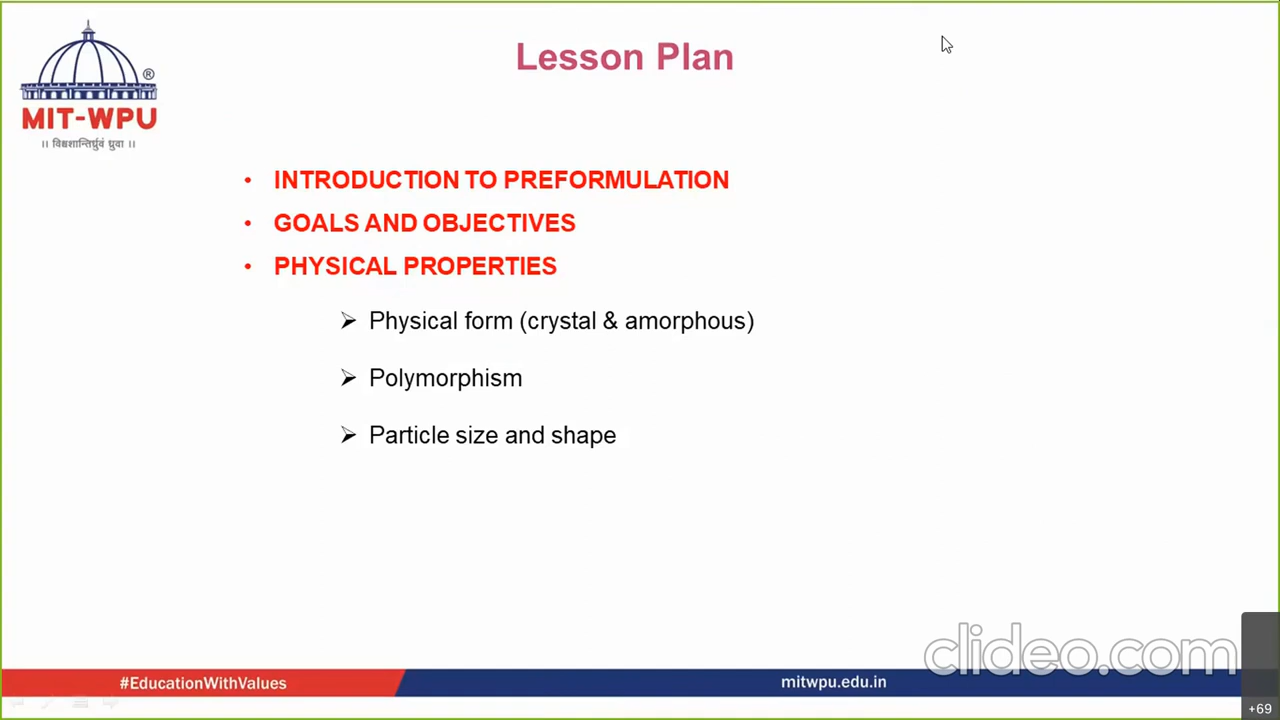 Lesson Plan
®
MIT-WPU
।। विश्वशान्तिर्ध्रुवं ध्रुवा ।।
• INTRODUCTION TO PREFORMULATION
• GOALS AND OBJECTIVES
• PHYSICAL PROPERTIES
➢ Physical form (crystal & amorphous)
➢ Polymorphism
➢ Particle size and shape
clideo.com
#EducationWithValues
mitwpu.edu.in
+69